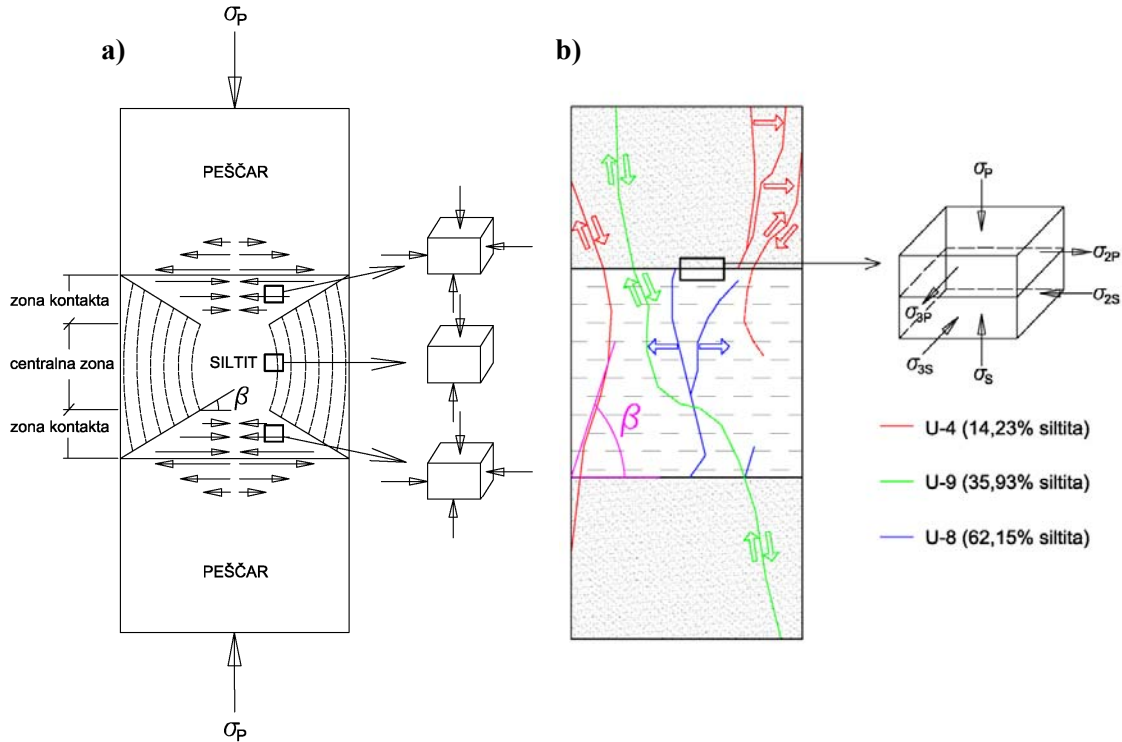 a)
σP
PEŠČAR
zona kontakta
centralna zona
zona kontakta
SILTIT
β
PEŠČAR
σP
b)
β
σP
σ2P
σ2S
σ3P
σ3S
σS
U-4 (14,23% siltita)
U-9 (35,93% siltita)
U-8 (62,15% siltita)